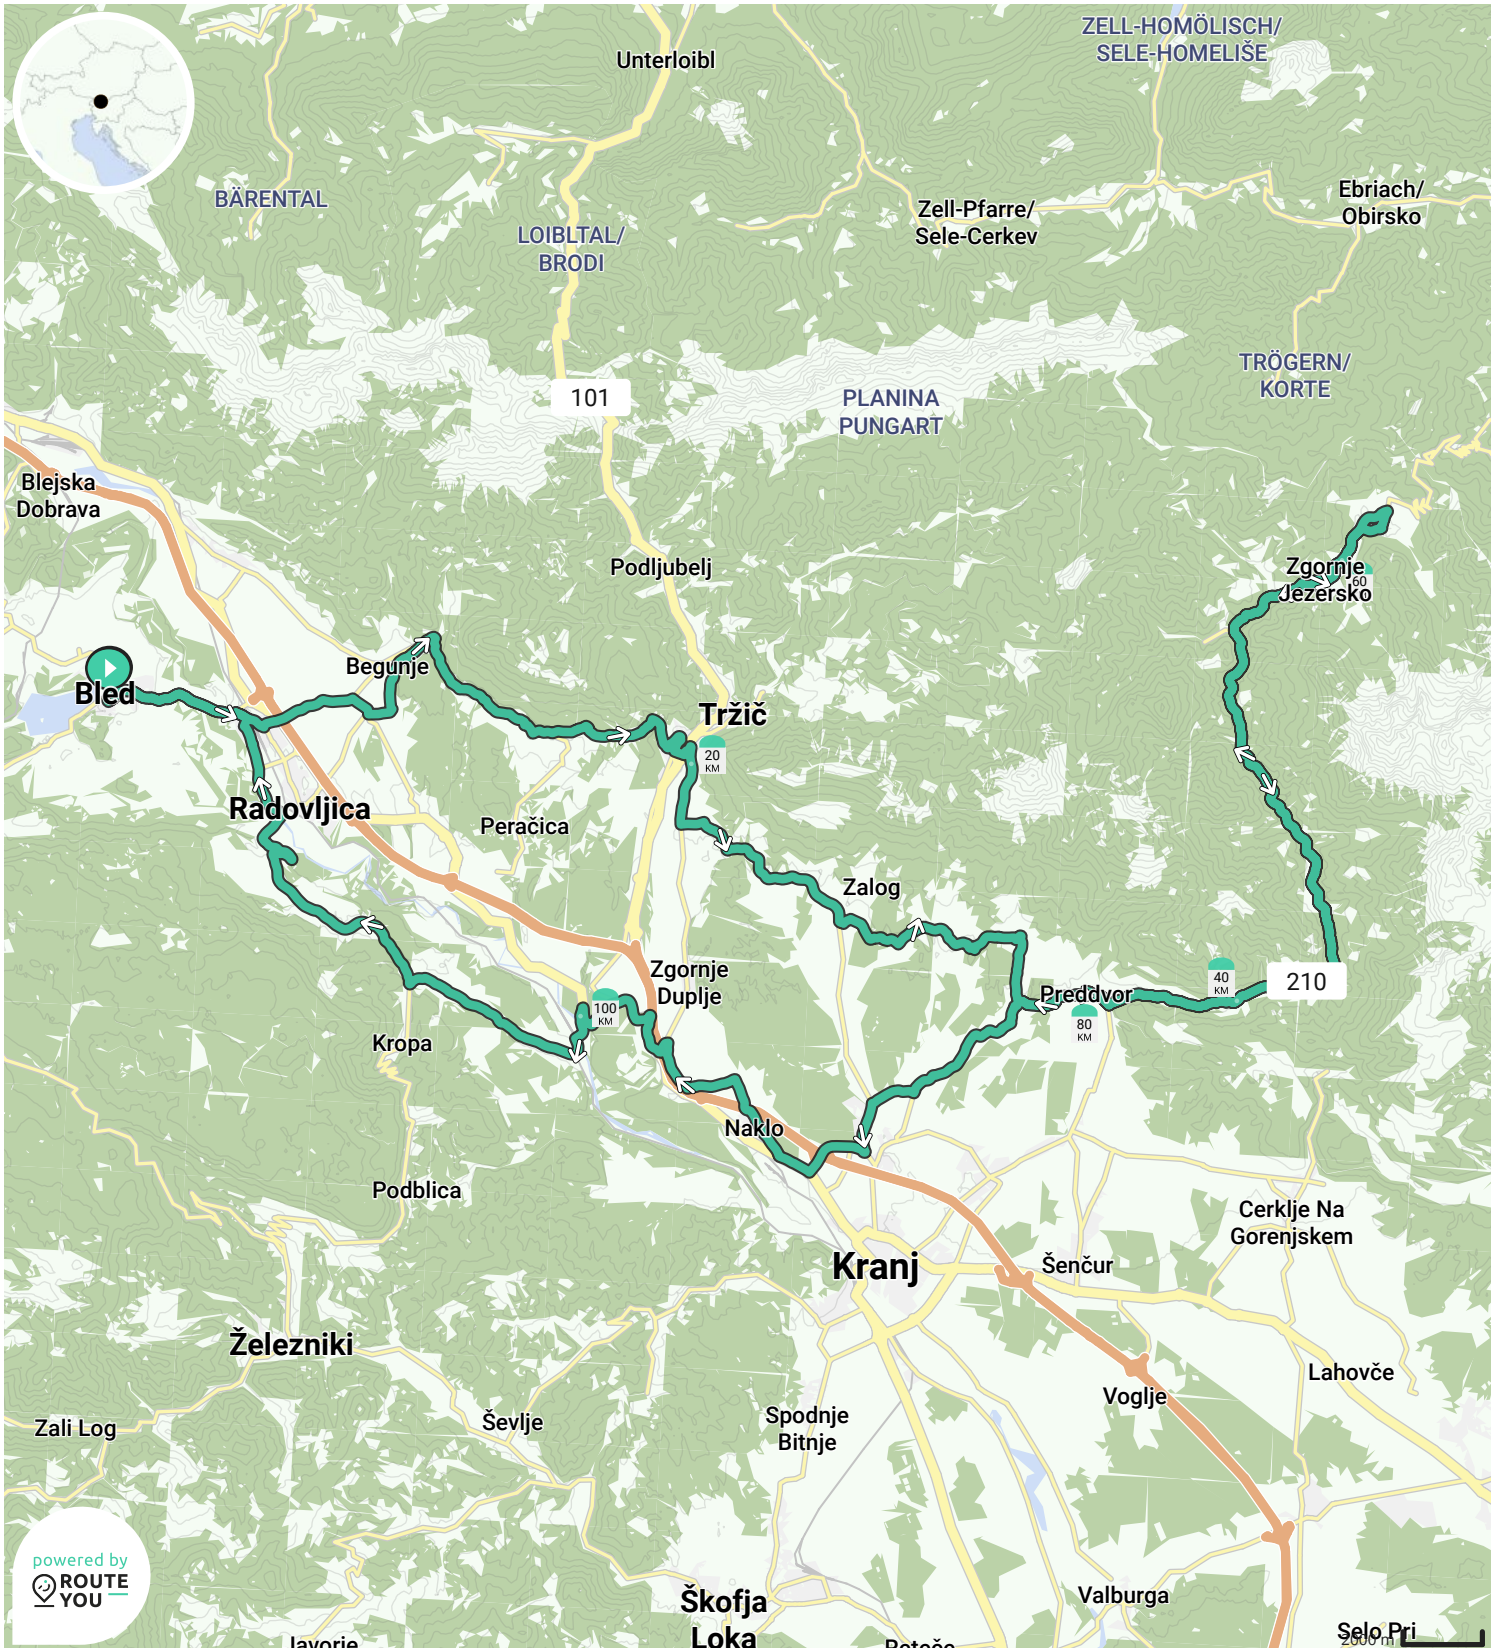 ZELL-HOMÖLISCH/
SELE-HOMELIŠE
Unterloibl
BÄRENTAL
Ebriach/
Obirsko
Zell-Pfarre/
Sele-Cerkev
LOIBLTAL/
BRODI
TRÖGERN/
KORTE
101
PLANINA
PUNGART
Blejska
Dobrava
Podljubelj
Zgornje
Jezersko
60
Begunje
Bled
Tržič
20
KM
Radovljica
Peračica
Zalog
Zgornje
Duplje
40
KM
210
Preddvor
100
KM
80
KM
Kropa
Naklo
Podblica
Cerklje Na
Gorenjskem
Kranj
Šenčur
Železniki
Lahovče
Voglje
Zali Log
Ševlje
Spodnje
Bitnje
powered by
ROUTE
YOU
Škofja
Loka
Valburga
Selo Pri
2000 m
Javorje